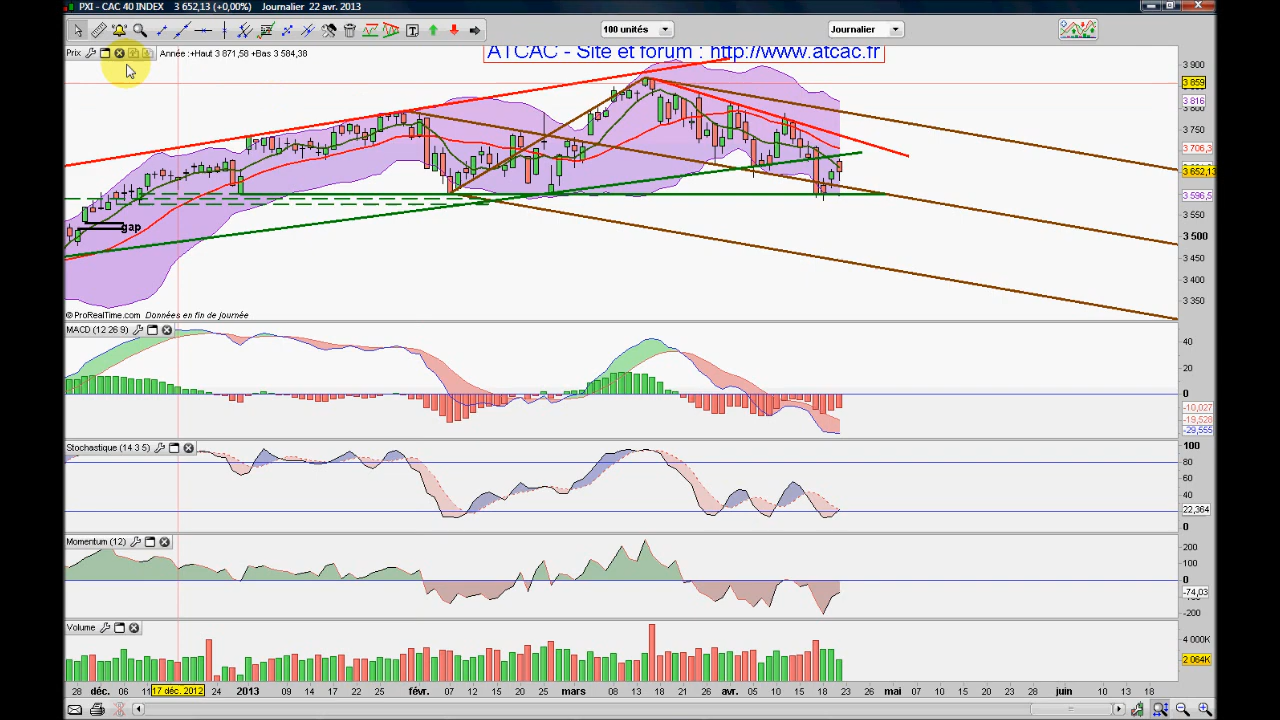 PXI - CAC 40 INDEX 3 652,13 (+0,00%) Journalier 22 avr. 2013
100 unités Journalier
Prix Année :+Haut 3 871,58 +Bas 3 584,38
ATCAC - Site et forum : http://www.atcac.fr
3 900
3 859
3 816
3 800
3 750
3 706,3
3 652,13
3 596,5
3 550
3 500
3 450
3 400
3 350
gap
© ProRealTime.com Données en fin de journée
MACD (12 26 9)
40
20
0
-10,027
-19,528
-29,555
Stochastique (14 3 5)
100
80
60
40
22,364
0
Momentum (12)
200
100
0
-74,03
-200
Volume
4 000K
2 064K
28 déc. 06 11 17 déc. 2012 24 2013 09 14 17 22 25 févr. 07 12 15 20 25 mars 07 12 15 18 21 26 avr. 05 10 15 18 23 26 mai 07 10 15 20 23 28 juin 10 13 18